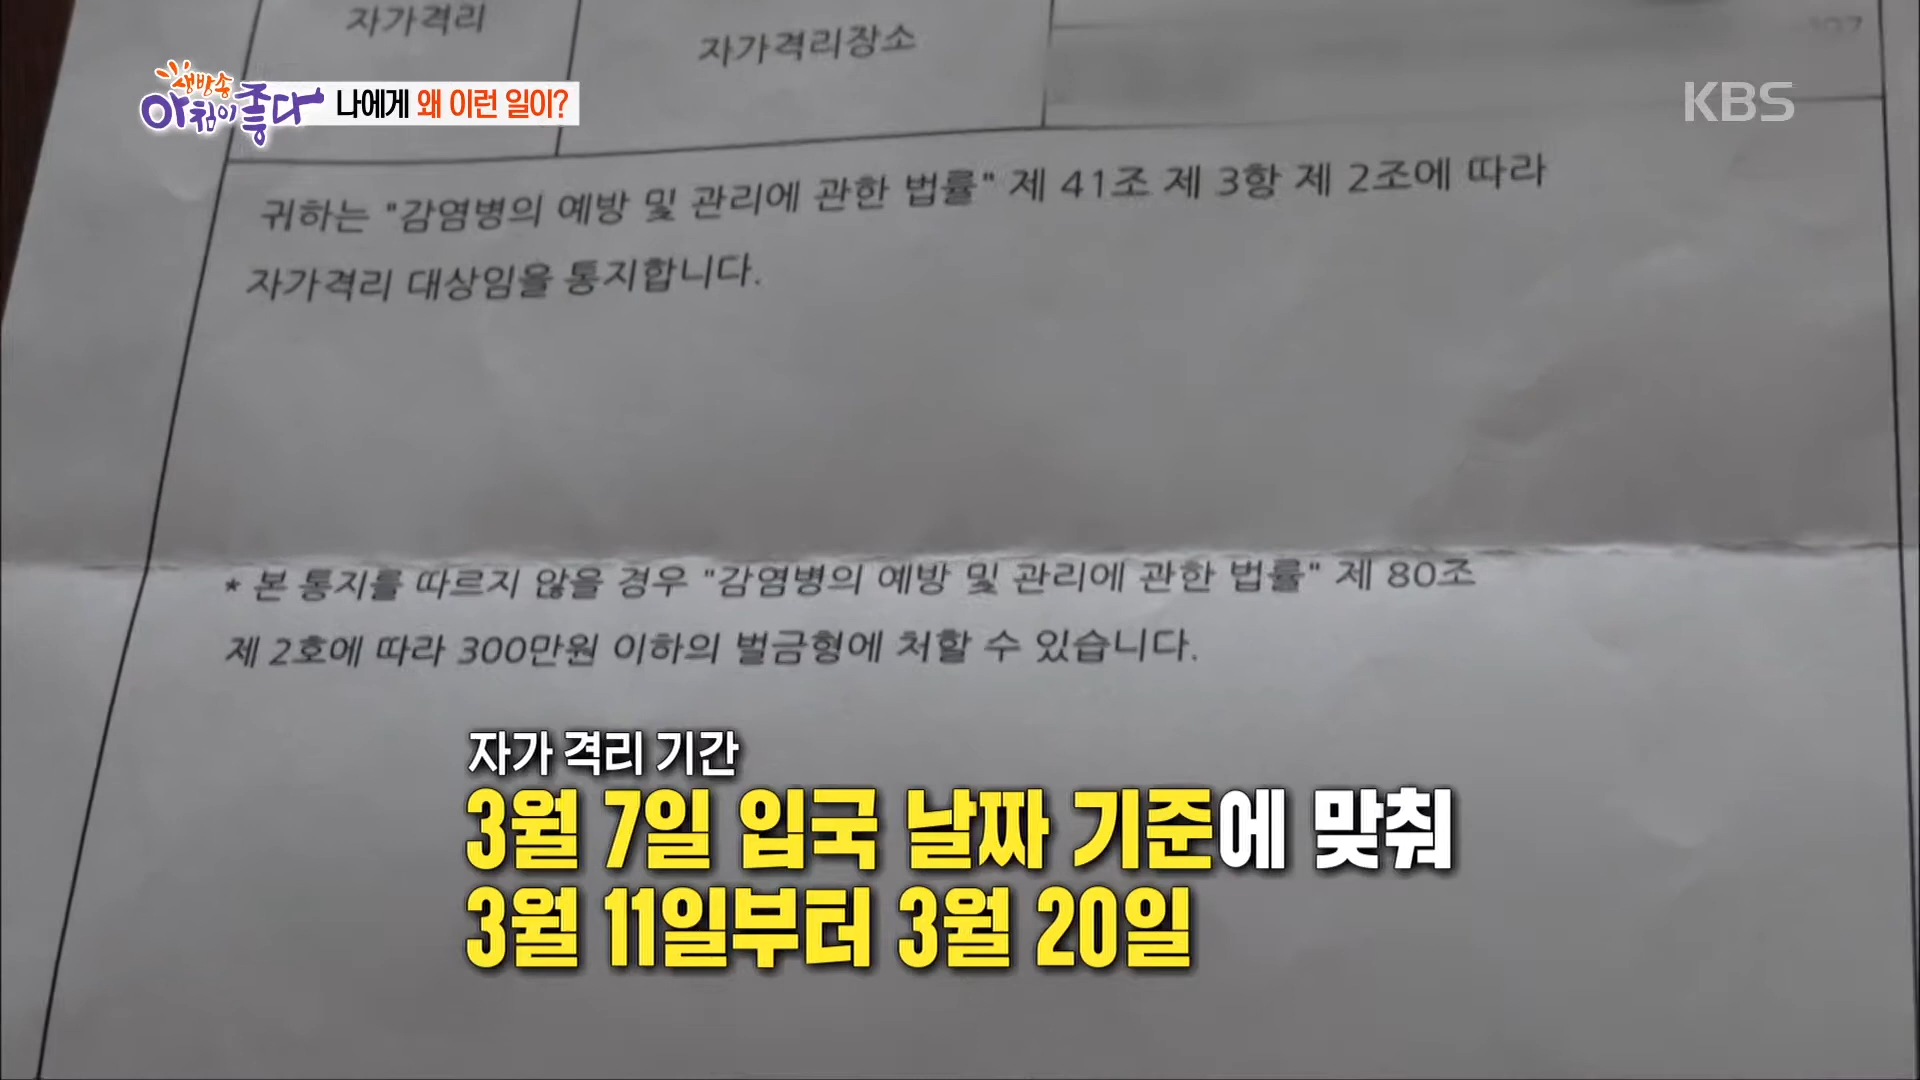 자가격리
자가격리장소
생방송
아침이 좋다
나에게 왜 이런 일이?
KBS
귀하는 "감염병의 예방 및 관리에 관한 법률" 제 41조 제 3항 제 2조에 따라
자가격리 대상임을 통지합니다.
* 본 통지를 따르지 않을 경우 "감염병의 예방 및 관리에 관한 법률" 제 80조
제 2호에 따라 300만원 이하의 벌금형에 처할 수 있습니다.
자가 격리 기간
3월 7일 입국 날짜 기준에 맞춰
3월 11일부터 3월 20일